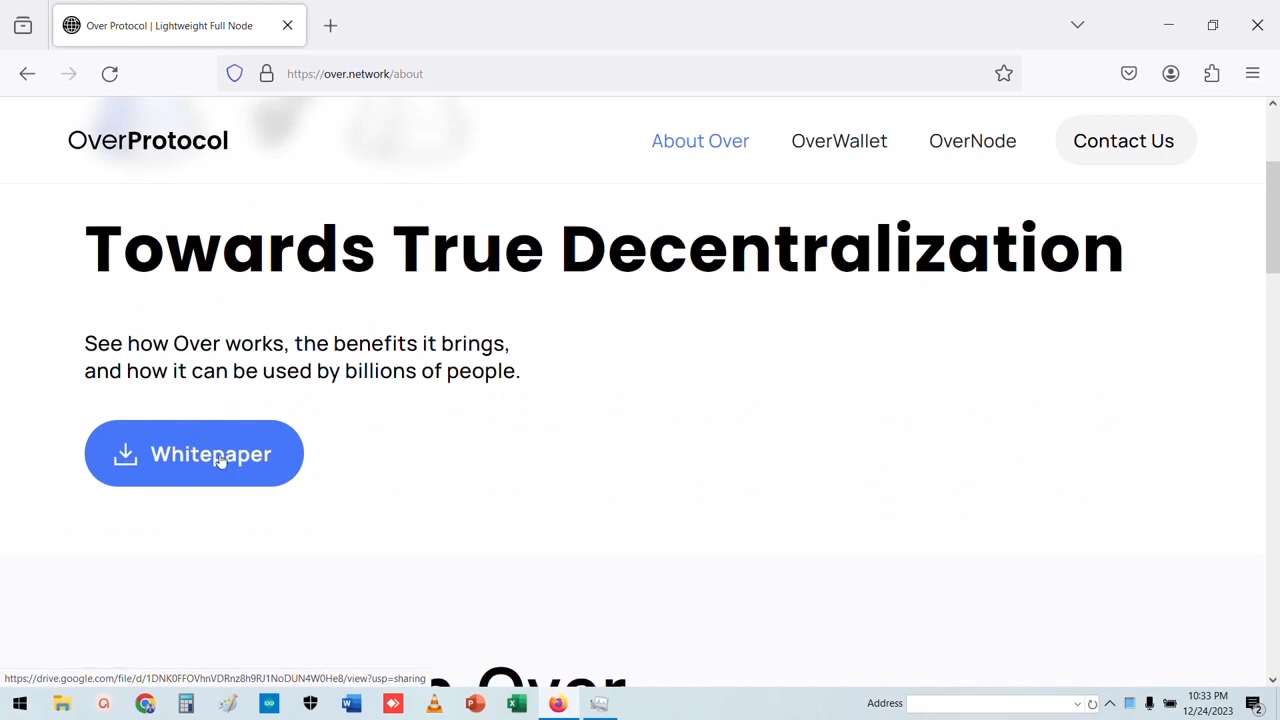 Over Protocol | Lightweight Full Node
https://over.network/about
OverProtocol
About Over
OverWallet
OverNode
Contact Us
Towards True Decentralization
See how Over works, the benefits it brings,
and how it can be used by billions of people.
Whitepaper
Over
https://drive.google.com/file/d/1DNK0FFOVhnVDRnz8h9RJ1NoDUN4W0He8/view?usp=sharing
Address
10:33 PM
12/24/2023
2